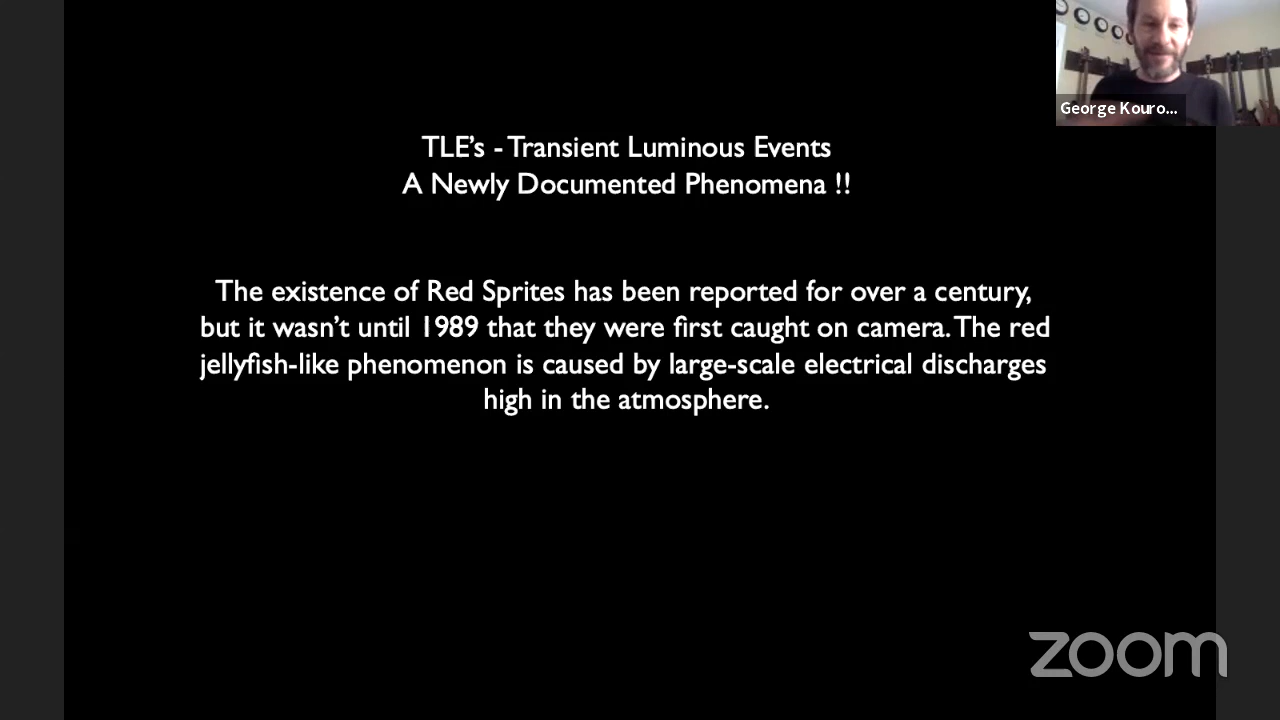 George Kouro...
TLE's - Transient Luminous Events
A Newly Documented Phenomena !!
The existence of Red Sprites has been reported for over a century,
but it wasn't until 1989 that they were first caught on camera. The red
jellyfish-like phenomenon is caused by large-scale electrical discharges
high in the atmosphere.
zoom